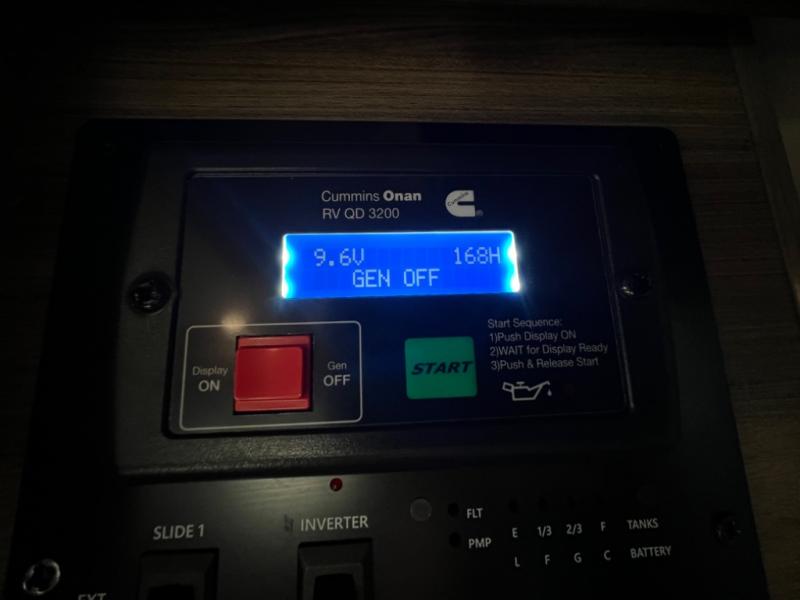 Cummins Onan
RV QD 3200
Cummins
9.6V 168H
GEN OFF
Display
ON
Gen
OFF
START
Start Sequence:
1)Push Display ON
2)WAIT for Display Ready
3)Push & Release Start
SLIDE 1
INVERTER
FLT
PMP
E 1/3 2/3 F TANKS
L F G C BATTERY
EXT